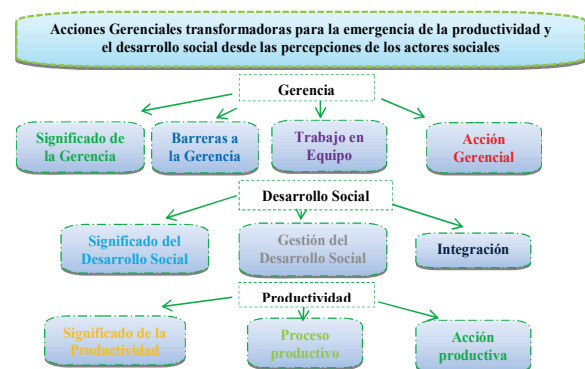 Acciones Gerenciales transformadoras para la emergencia de la productividad y
el desarrollo social desde las percepciones de los actores sociales
Gerencia
Significado de
la Gerencia
Barreras a
la Gerencia
Trabajo en
Equipo
Acción
Gerencial
Desarrollo Social
Significado del
Desarrollo Social
Gestión del
Desarrollo Social
Integración
Productividad
Significado de la
Productividad
Proceso
productivo
Acción
productiva